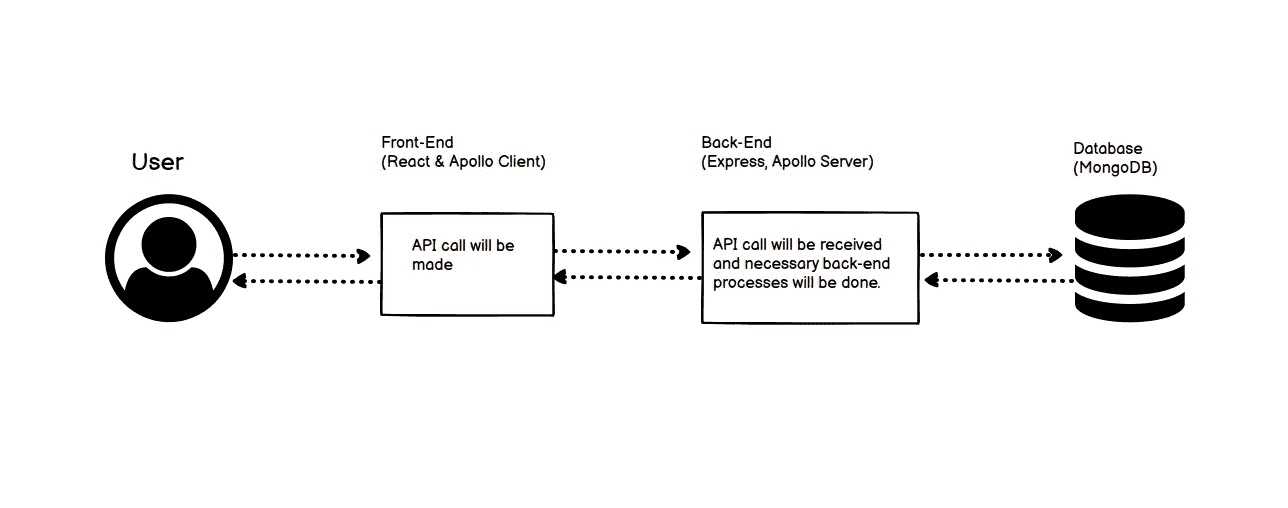 User
Front-End
(React & Apollo Client)
API call will be
made
Back-End
(Express, Apollo Server)
API call will be received
and necessary back-end
processes will be done.
Database
(MongoDB)